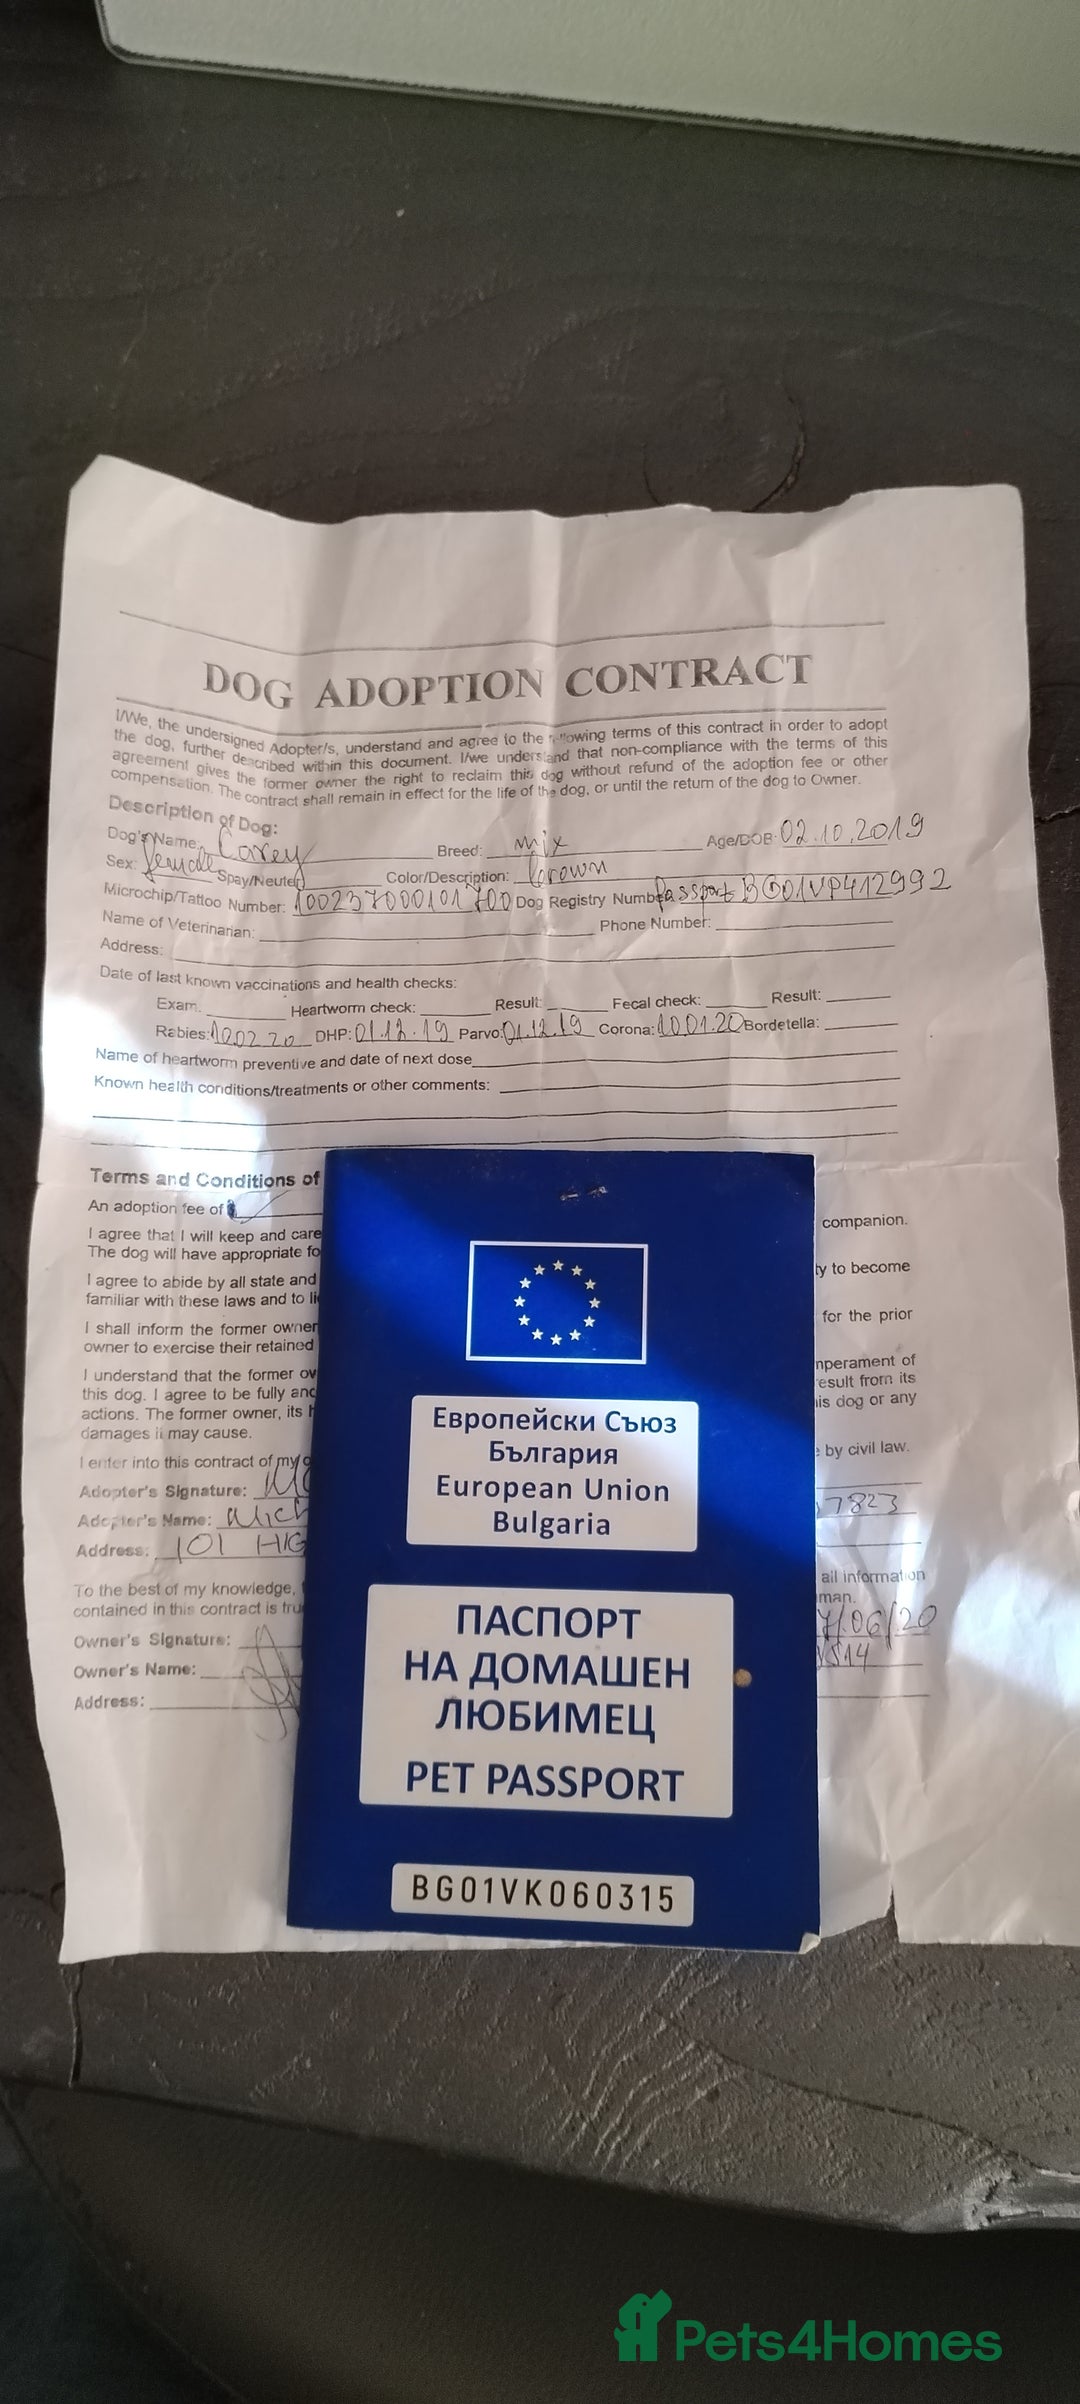 DOG ADOPTION CONTRACT
I/We, the undersigned Adopter/s, understand and agree to the following terms of this contract in order to adopt
the dog, further described within this document. I/we understand that non-compliance with the terms of this
agreement gives the former owner the right to reclaim this dog without refund of the adoption fee or other
compensation. The contract shall remain in effect for the life of the dog, or until the return of the dog to Owner.
Description of Dog:
Dog's Name: Corey Breed: mix Age/DOB: 02.10.2019
Sex: female Spay/Neuter Color/Description: brown
Microchip/Tattoo Number: 100237000101700 Dog Registry Number: Passport BG01VP412992
Name of Veterinarian: Phone Number:
Address:
Date of last known vaccinations and health checks:
Exam. Heartworm check: Result: Fecal check: Result:
Rabies: 10.02.20 DHP: 01.12.19 Parvo: 01.12.19 Corona: 10.01.20 Bordetella:
Name of heartworm preventive and date of next dose
Known health conditions/treatments or other comments:
Terms and Conditions of
An adoption fee of $ companion.
I agree that I will keep and care
The dog will have appropriate fo ty to become
I agree to abide by all state and
familiar with these laws and to li for the prior
I shall inform the former owner
owner to exercise their retained mperament of
I understand that the former ow esult from its
this dog. I agree to be fully and is dog or any
actions. The former owner, its h
damages it may cause. e by civil law.
I enter into this contract of my o
Adopter's Signature: 7823
Adopter's Name: Mich
Address: 101 HIG
To the best of my knowledge, all information
contained in this contract is tru man.
Owner's Signature: 7/06/20
Owner's Name: S14
Address:
Европейски Съюз
България
European Union
Bulgaria
ПАСПОРТ
НА ДОМАШЕН
ЛЮБИМЕЦ
PET PASSPORT
BG01VK060315
Pets4Homes